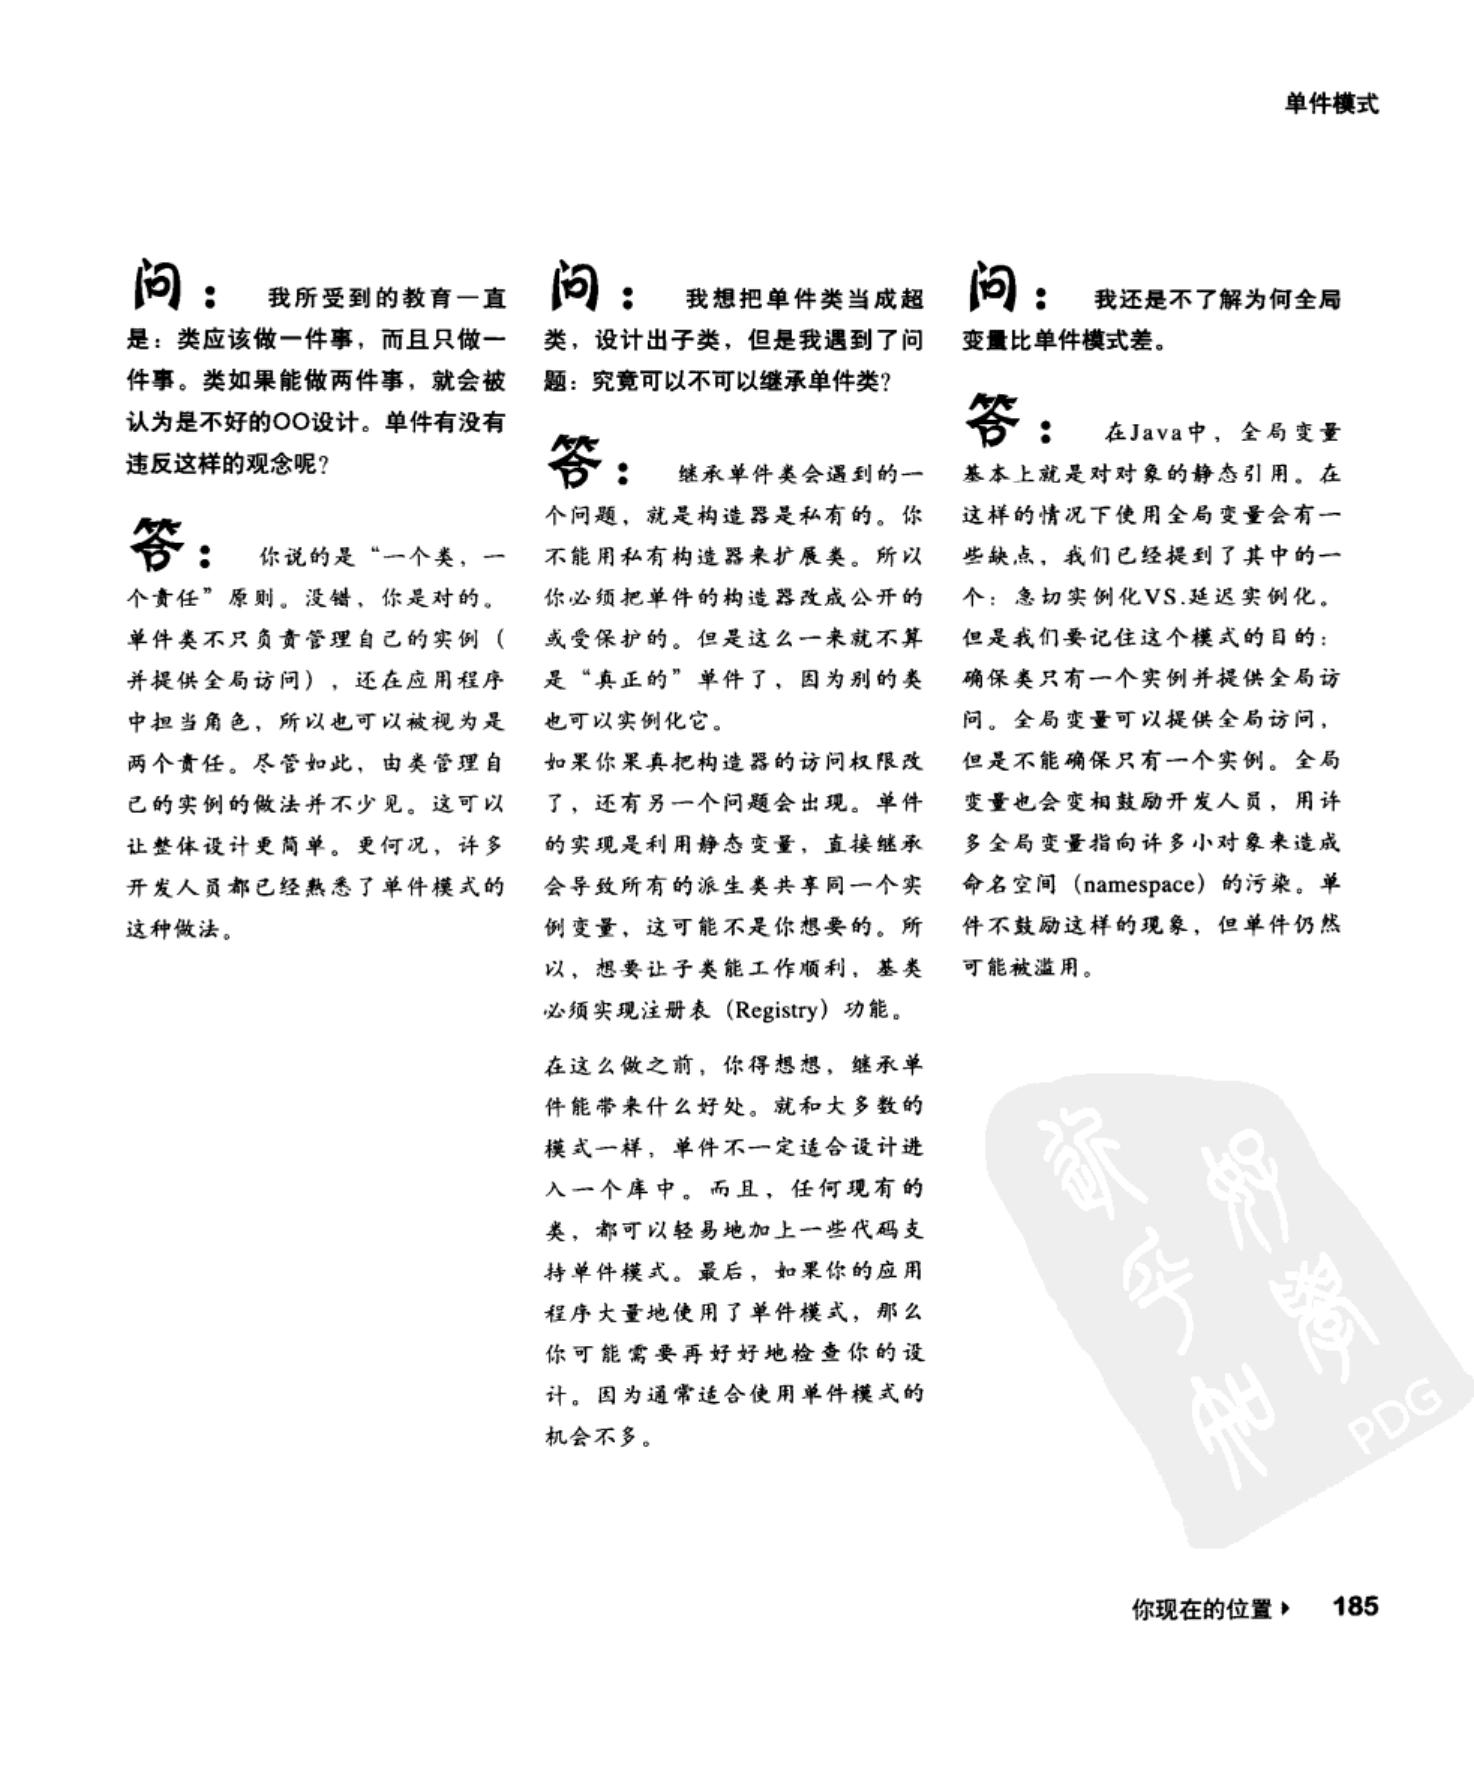 单件模式
问： 我所受到的教育一直
是：类应该做一件事，而且只做一
件事。类如果能做两件事，就会被
认为是不好的OO设计。单件有没有
违反这样的观念呢？
答： 你说的是“一个类，一
个责任”原则。没错，你是对的。
单件类不只负责管理自己的实例（
并提供全局访问），还在应用程序
中担当角色，所以也可以被视为是
两个责任。尽管如此，由类管理自
己的实例的做法并不少见。这可以
让整体设计更简单。更何况，许多
开发人员都已经熟悉了单件模式的
这种做法。
问： 我想把单件类当成超
类，设计出子类，但是我遇到了问
题：究竟可以不可以继承单件类？
答： 继承单件类会遇到的一
个问题，就是构造器是私有的。你
不能用私有构造器来扩展类。所以
你必须把单件的构造器改成公开的
或受保护的。但是这么一来就不算
是“真正的”单件了，因为别的类
也可以实例化它。
如果你果真把构造器的访问权限改
了，还有另一个问题会出现。单件
的实现是利用静态变量，直接继承
会导致所有的派生类共享同一个实
例变量，这可能不是你想要的。所
以，想要让子类能工作顺利，基类
必须实现注册表（Registry）功能。
在这么做之前，你得想想，继承单
件能带来什么好处。就和大多数的
模式一样，单件不一定适合设计进
入一个库中。而且，任何现有的
类，都可以轻易地加上一些代码支
持单件模式。最后，如果你的应用
程序大量地使用了单件模式，那么
你可能需要再好好地检查你的设
计。因为通常适合使用单件模式的
机会不多。
问： 我还是不了解为何全局
变量比单件模式差。
答： 在Java中，全局变量
基本上就是对对象的静态引用。在
这样的情况下使用全局变量会有一
些缺点，我们已经提到了其中的一
个：急切实例化VS.延迟实例化。
但是我们要记住这个模式的目的：
确保类只有一个实例并提供全局访
问。全局变量可以提供全局访问，
但是不能确保只有一个实例。全局
变量也会变相鼓励开发人员，用许
多全局变量指向许多小对象来造成
命名空间（namespace）的污染。单
件不鼓励这样的现象，但单件仍然
可能被滥用。
PDG
你现在的位置 185